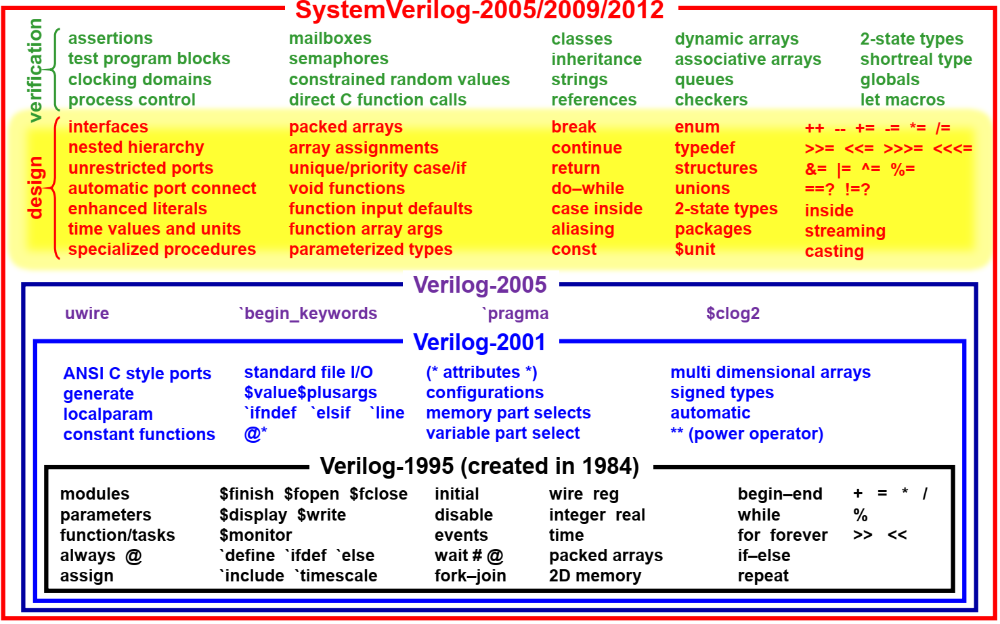 SystemVerilog-2005/2009/2012
verification
assertions mailboxes classes dynamic arrays 2-state types
test program blocks semaphores inheritance associative arrays shortreal type
clocking domains constrained random values strings queues globals
process control direct C function calls references checkers let macros
design
interfaces packed arrays break enum ++ -- += -= *= /=
nested hierarchy array assignments continue typedef >>= <<= >>>= <<<=
unrestricted ports unique/priority case/if return structures &= |= ^= %=
automatic port connect void functions do–while unions ==? !=?
enhanced literals function input defaults case inside 2-state types inside
time values and units function array args aliasing packages streaming
specialized procedures parameterized types const $unit casting
Verilog-2005
uwire `begin_keywords `pragma $clog2
Verilog-2001
ANSI C style ports standard file I/O (* attributes *) multi dimensional arrays
generate $value$plusargs configurations signed types
localparam `ifndef `elsif `line memory part selects automatic
constant functions @* variable part select ** (power operator)
Verilog-1995 (created in 1984)
modules $finish $fopen $fclose initial wire reg begin–end + = * /
parameters $display $write disable integer real while %
function/tasks $monitor events time for forever >> <<
always @ `define `ifdef `else wait # @ packed arrays if–else
assign `include `timescale fork–join 2D memory repeat